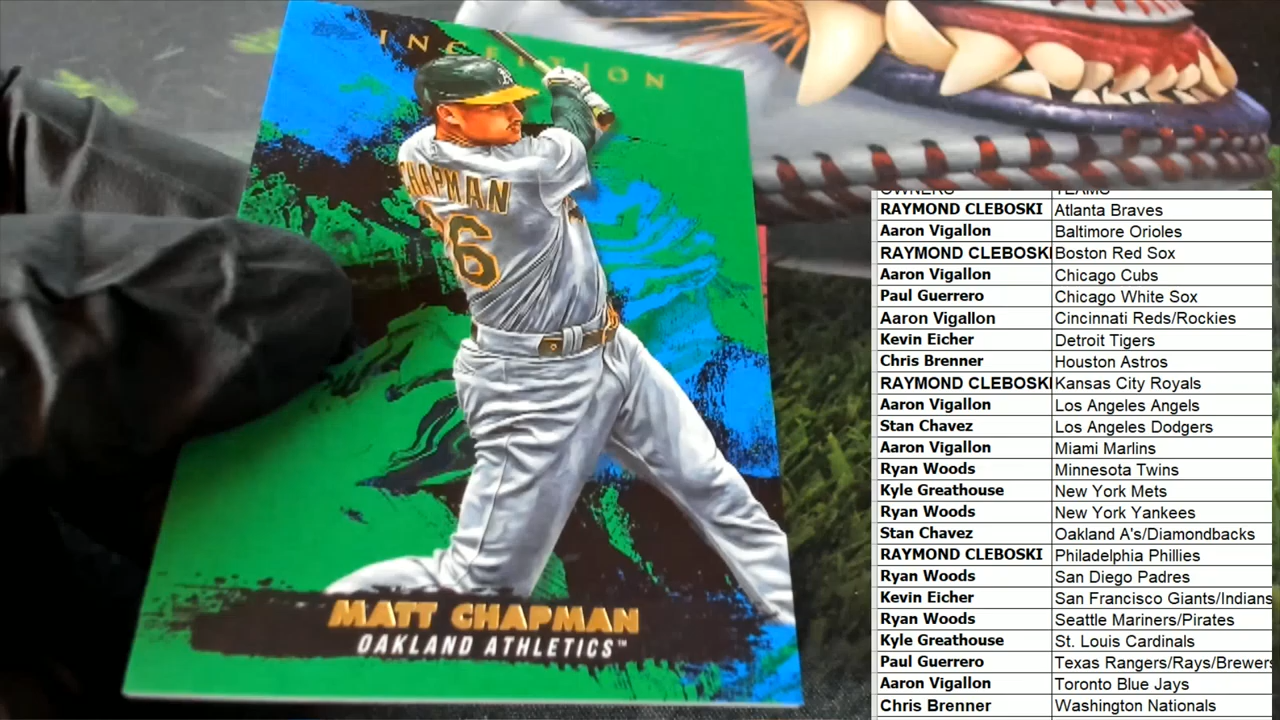 INCEPTION
CHAPMAN
26
MATT CHAPMAN
OAKLAND ATHLETICS™
OWNERS TEAMS
RAYMOND CLEBOSKI Atlanta Braves
Aaron Vigallon Baltimore Orioles
RAYMOND CLEBOSKI Boston Red Sox
Aaron Vigallon Chicago Cubs
Paul Guerrero Chicago White Sox
Aaron Vigallon Cincinnati Reds/Rockies
Kevin Eicher Detroit Tigers
Chris Brenner Houston Astros
RAYMOND CLEBOSKI Kansas City Royals
Aaron Vigallon Los Angeles Angels
Stan Chavez Los Angeles Dodgers
Aaron Vigallon Miami Marlins
Ryan Woods Minnesota Twins
Kyle Greathouse New York Mets
Ryan Woods New York Yankees
Stan Chavez Oakland A's/Diamondbacks
RAYMOND CLEBOSKI Philadelphia Phillies
Ryan Woods San Diego Padres
Kevin Eicher San Francisco Giants/Indians
Ryan Woods Seattle Mariners/Pirates
Kyle Greathouse St. Louis Cardinals
Paul Guerrero Texas Rangers/Rays/Brewers
Aaron Vigallon Toronto Blue Jays
Chris Brenner Washington Nationals